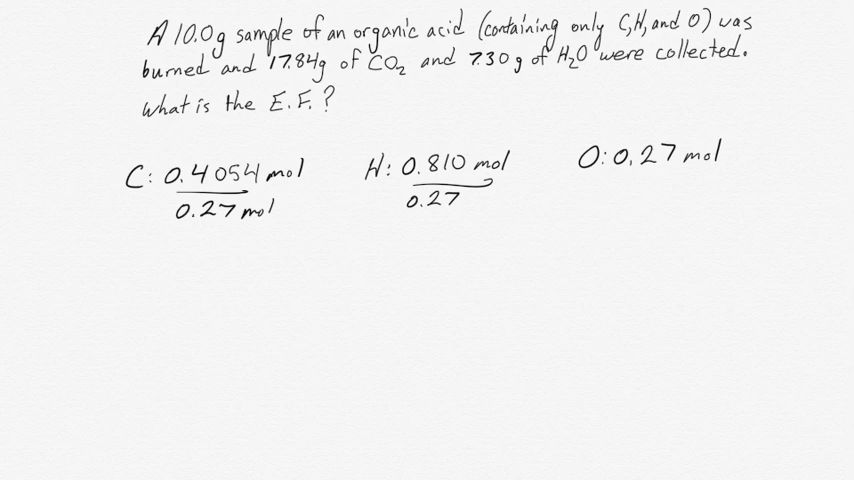 A 10.0g sample of an organic acid (containing only C,H, and O) was
burned and 17.84g of CO2 and 7.30g of H2O were collected.
What is the E.F.?
C: 0.4054 mol H: 0.810 mol O: 0.27 mol
0.27 mol 0.27